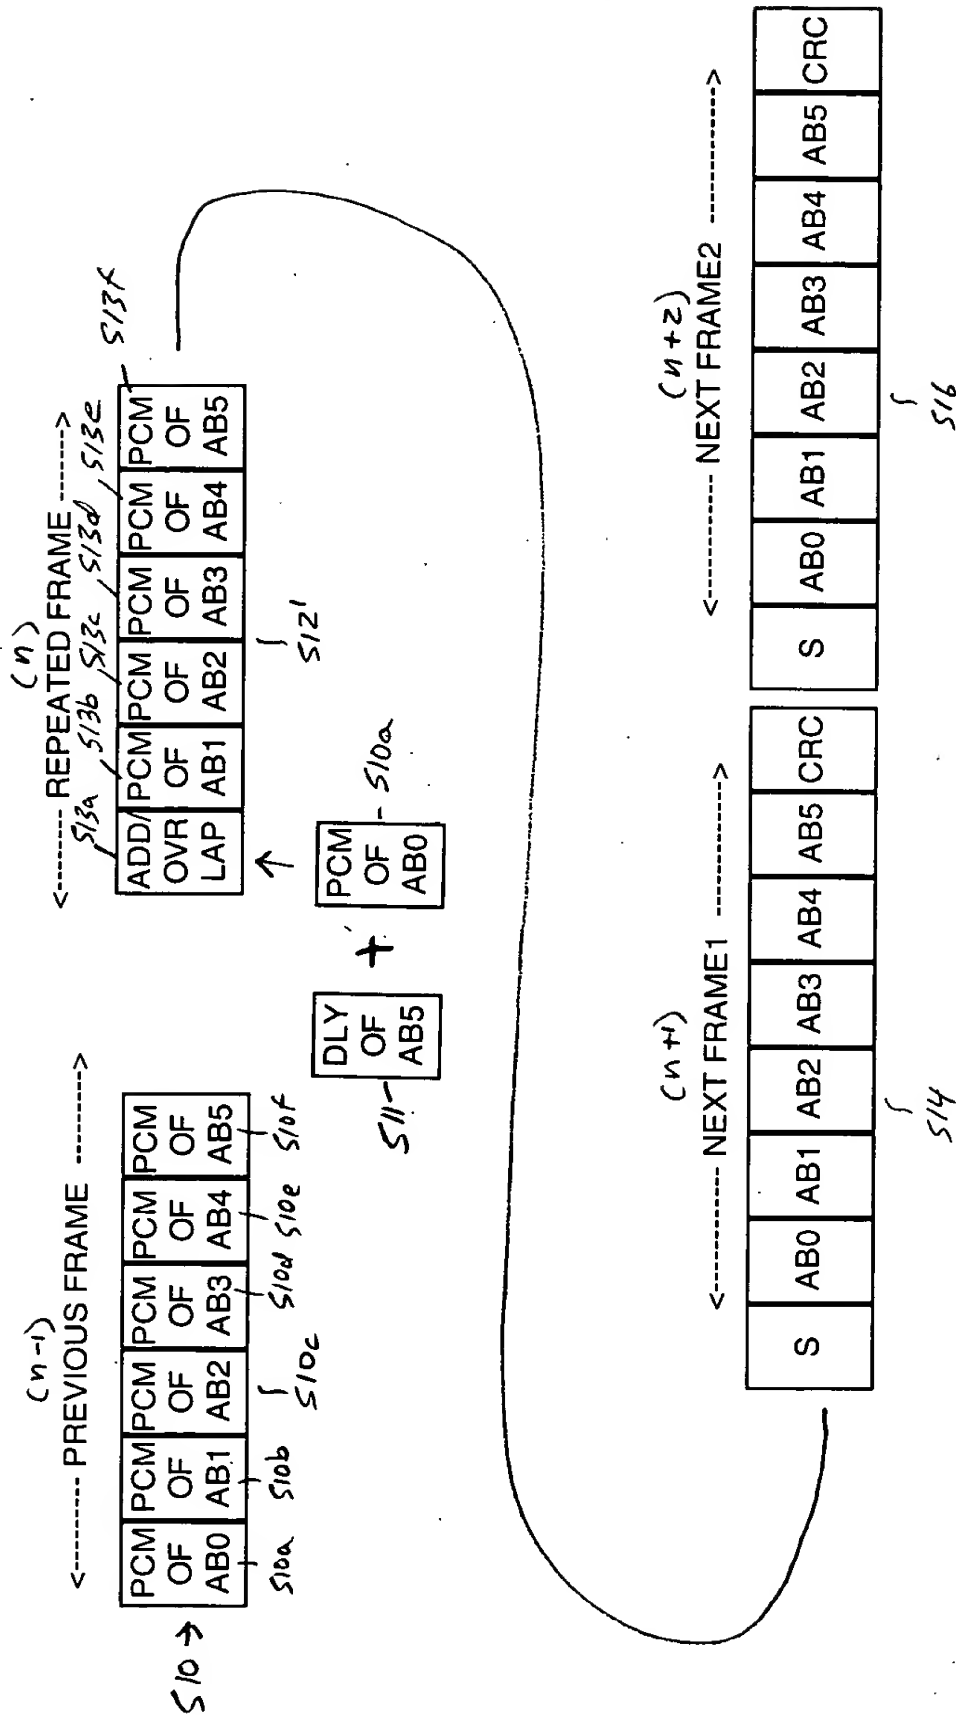 (n-1)
<-------- PREVIOUS FRAME -------->
S10 →
PCM OF AB0
PCM OF AB1
PCM OF AB2
PCM OF AB3
PCM OF AB4
PCM OF AB5
S10a
S10b
S10c
S10d
S10e
S10f
(n)
<------- REPEATED FRAME ------->
S13a
S13b
S13c
S13d
S13e
S13f
ADD/ OVR LAP
PCM OF AB1
PCM OF AB2
PCM OF AB3
PCM OF AB4
PCM OF AB5
S12'
S11
DLY OF AB5
+
PCM OF AB0
S10a
(n+1)
<--------- NEXT FRAME1 --------->
S AB0 AB1 AB2 AB3 AB4 AB5 CRC
S14
(n+2)
<--------- NEXT FRAME2 --------->
S AB0 AB1 AB2 AB3 AB4 AB5 CRC
S16